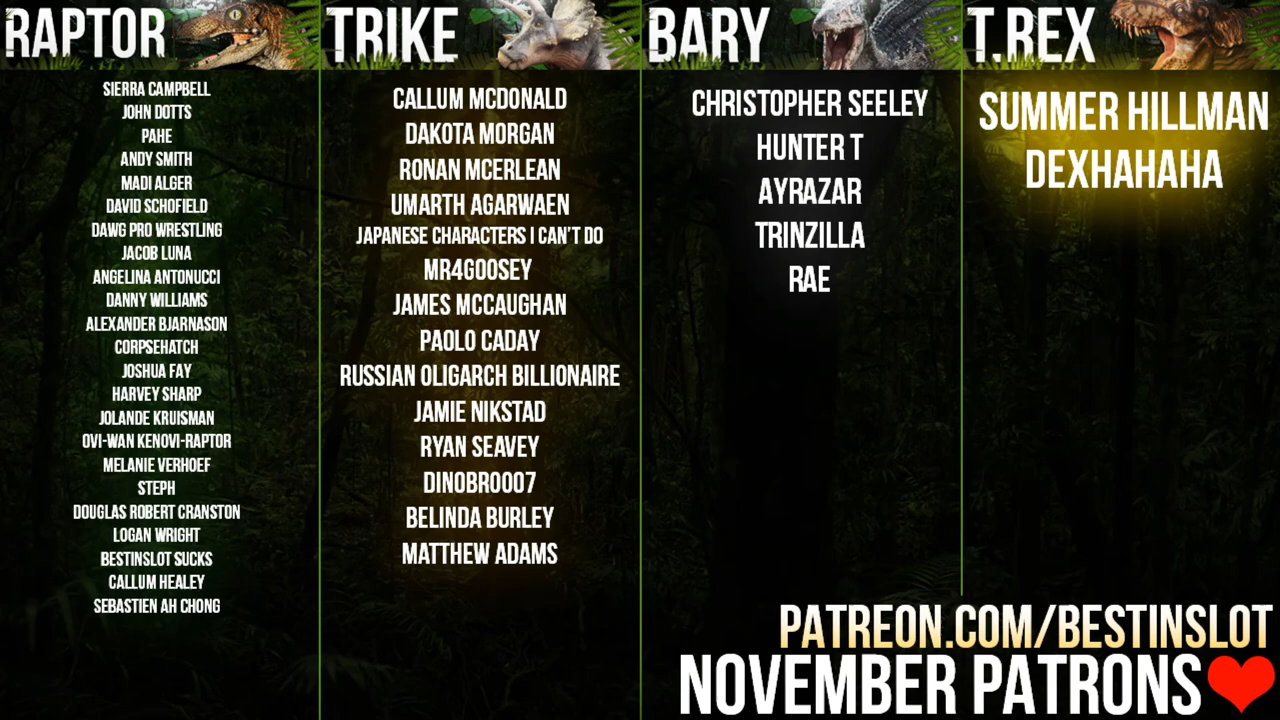 RAPTOR
SIERRA CAMPBELL
JOHN DOTTS
PAHE
ANDY SMITH
MADI ALGER
DAVID SCHOFIELD
DAWG PRO WRESTLING
JACOB LUNA
ANGELINA ANTONUCCI
DANNY WILLIAMS
ALEXANDER BJARNASON
CORPSEHATCH
JOSHUA FAY
HARVEY SHARP
JOLANDE KRUISMAN
OVI-WAN KENOVI-RAPTOR
MELANIE VERHOEF
STEPH
DOUGLAS ROBERT CRANSTON
LOGAN WRIGHT
BESTINSLOT SUCKS
CALLUM HEALEY
SEBASTIEN AH CHONG
TRIKE
CALLUM MCDONALD
DAKOTA MORGAN
RONAN MCERLEAN
UMARTH AGARWAEN
JAPANESE CHARACTERS I CAN'T DO
MR4GOOSEY
JAMES MCCAUGHAN
PAOLO CADAY
RUSSIAN OLIGARCH BILLIONAIRE
JAMIE NIKSTAD
RYAN SEAVEY
DINOBRO007
BELINDA BURLEY
MATTHEW ADAMS
BARY
CHRISTOPHER SEELEY
HUNTER T
AYRAZAR
TRINZILLA
RAE
T.REX
SUMMER HILLMAN
DEXHAHAHA
PATREON.COM/BESTINSLOT
NOVEMBER PATRONS